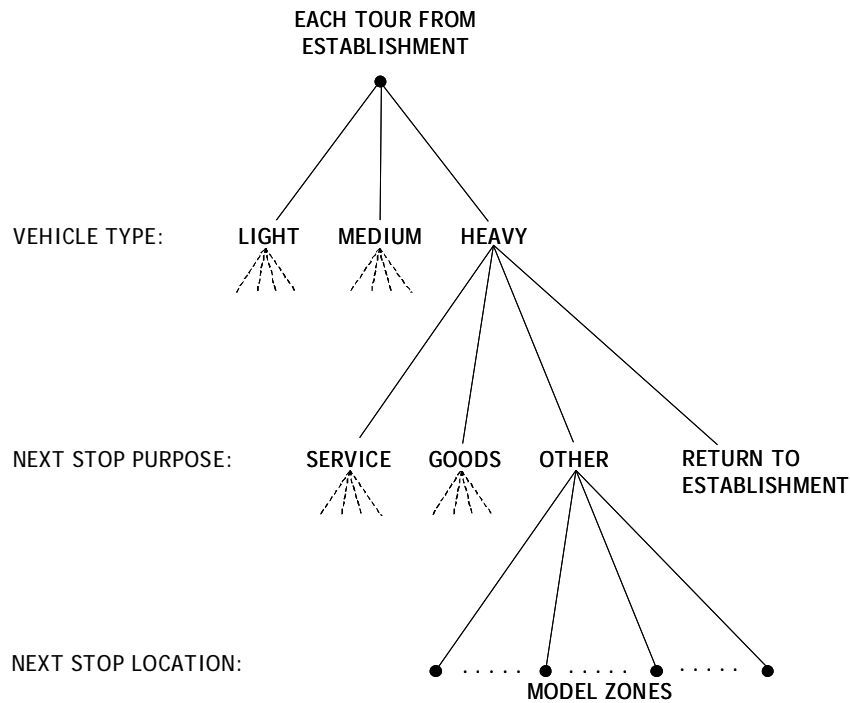 EACH TOUR FROM
ESTABLISHMENT
VEHICLE TYPE: LIGHT MEDIUM HEAVY
NEXT STOP PURPOSE: SERVICE GOODS OTHER RETURN TO
ESTABLISHMENT
NEXT STOP LOCATION:
MODEL ZONES